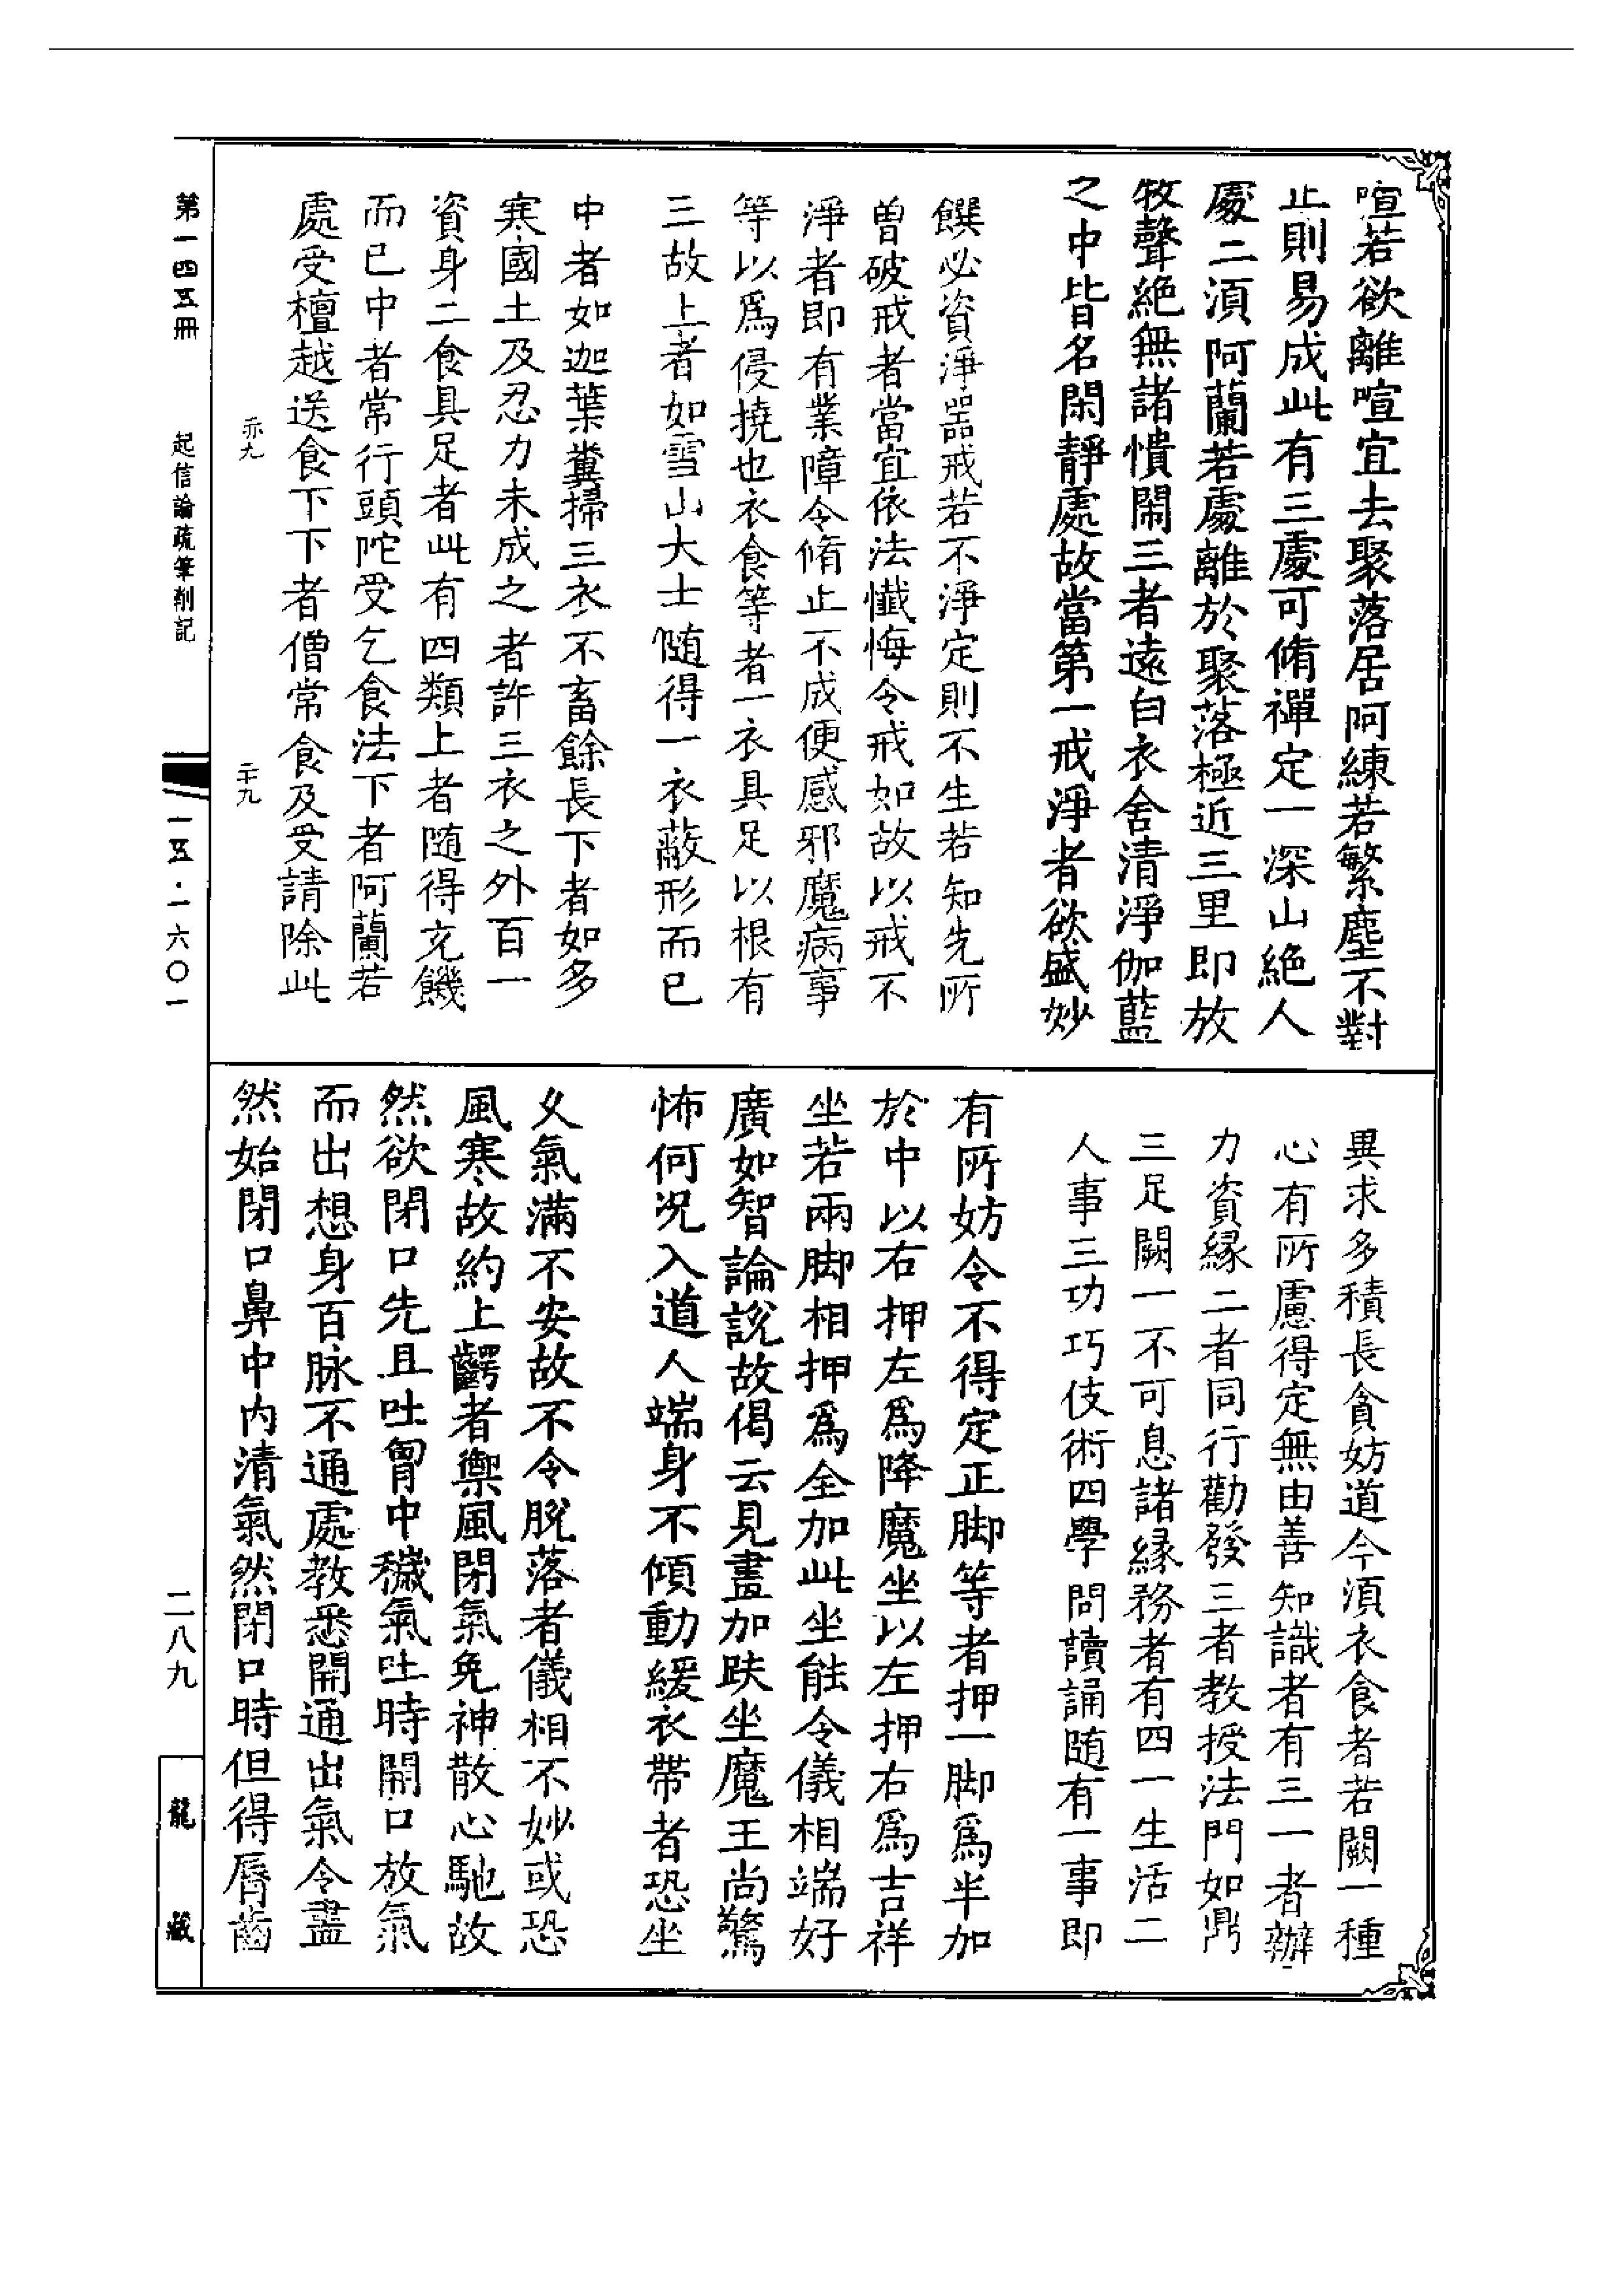 喧若欲離喧宜去聚落居阿練若繁塵不對
止則易成此有三處可脩禪定一深山絕人
處二須阿蘭若處離於聚落極近三里即放
牧聲絕無諸憒閙三者遠白衣舍清淨伽藍
之中皆名閑靜處故當第一戒淨者欲盛妙
饌必資淨噐戒若不淨定則不生若知先所
曾破戒者當宜依法懺悔令戒如故以戒不
淨者即有業障令脩止不成便感邪魔病事
等以爲侵撓也衣食等者一衣具足以根有
三故上者如雪山大士隨得一衣蔽形而已
中者如迦葉糞掃三衣不畜餘長下者如多
寒國土及忍力未成之者許三衣之外百一
資身二食具足者此有四類上者隨得充饑
而已中者常行頭陀受乞食法下者阿蘭若
處受檀越送食下下者僧常食及受請除此
異求多積長貪妨道今須衣食者若闕一種
心有所慮得定無由善知識者有三一者辦
力資緣二者同行勸發三者教授法門如鼎
三足闕一不可息諸緣務者有四一生活二
人事三功巧伎術四學問讀誦隨有一事即
有所妨令不得定正脚等者押一脚爲半加
於中以右押左爲降魔坐以左押右爲吉祥
坐若兩脚相押爲全加此坐能令儀相端好
廣如智論說故偈云見畫加趺坐魔王尚驚
怖何况入道人端身不傾動緩衣帶者恐坐
久氣滿不安故不令脫落者儀相不妙或恐
風寒故約上齶者禦風閉氣免神散心馳故
然欲閉口先且吐胷中穢氣吐時開口放氣
而出想身百脉不通處教悉開通出氣令盡
然始閉口鼻中內清氣然閉口時但得脣齒
第一四五冊
起信論疏筆削記
赤九
二十九
一五·一六〇一
二八九
龍藏